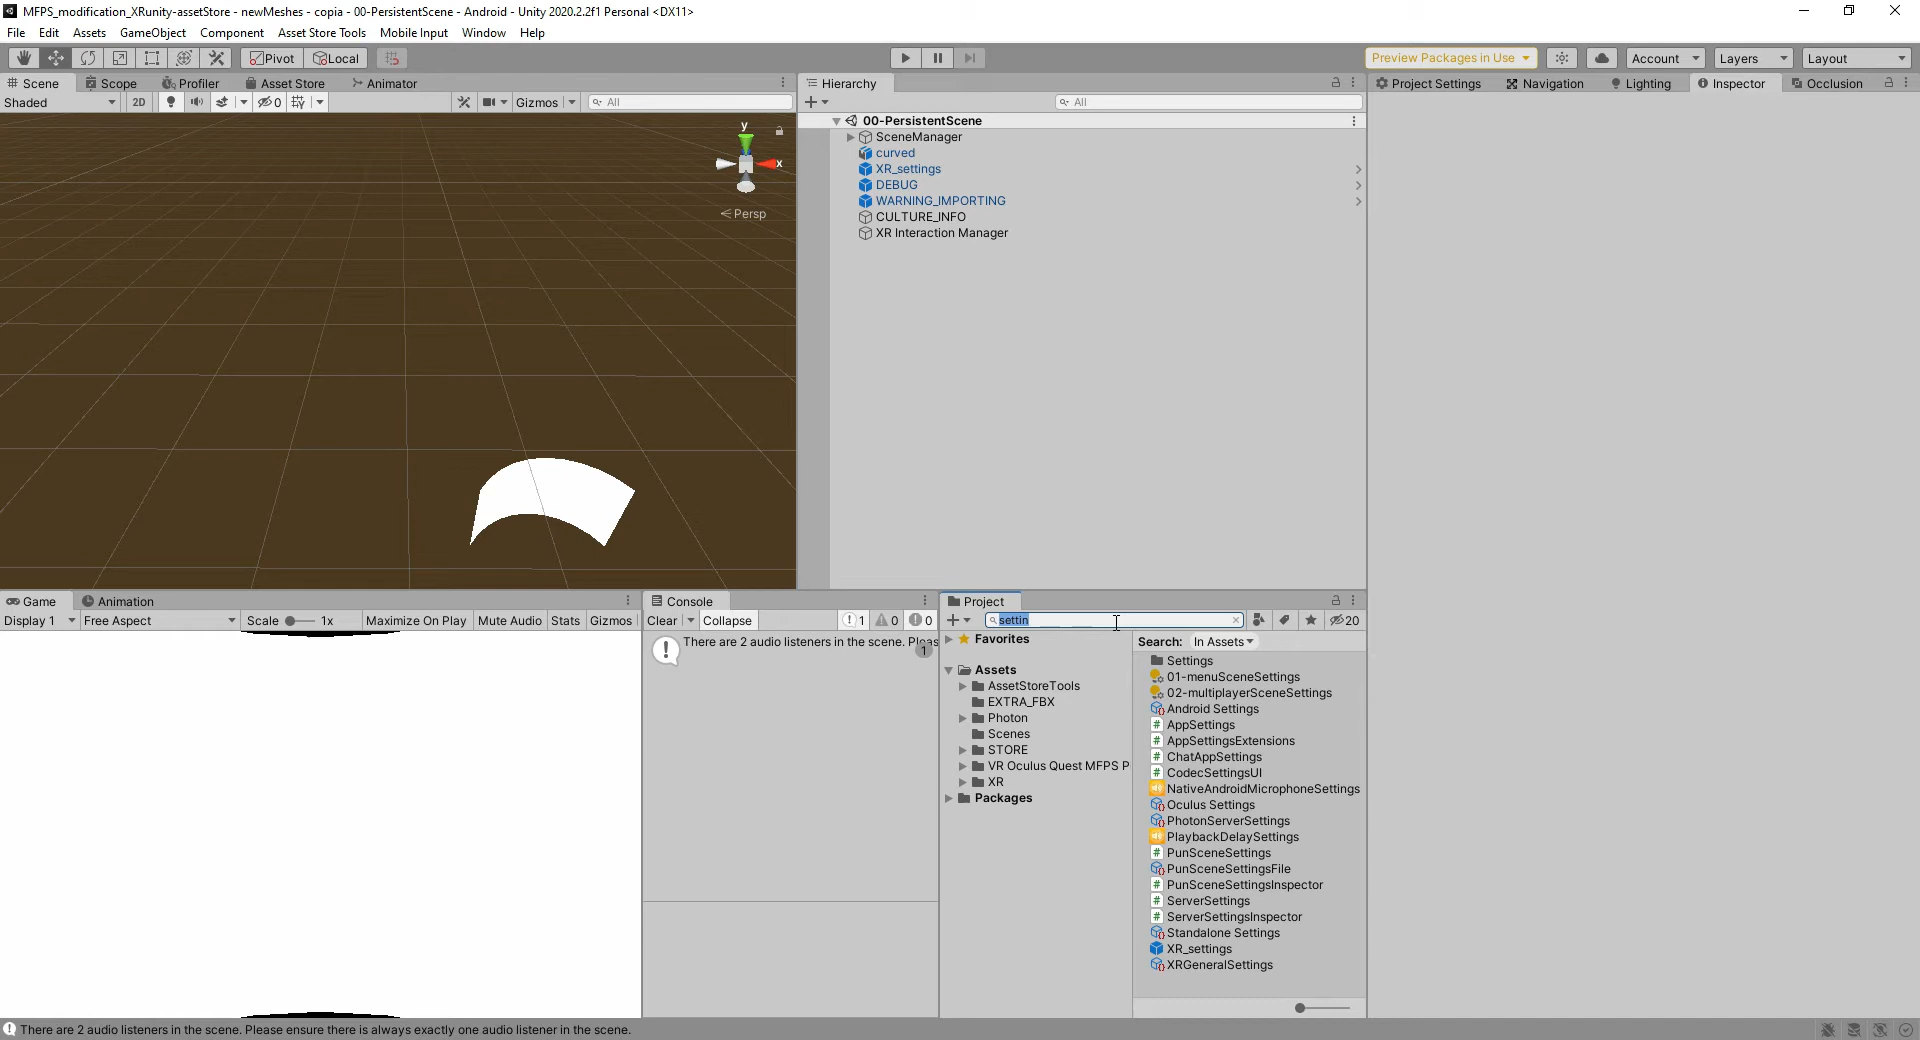 MFPS_modification_XRunity-assetStore - newMeshes - copia - 00-PersistentScene - Android - Unity 2020.2.2f1 Personal <DX11>
File Edit Assets GameObject Component Asset Store Tools Mobile Input Window Help
Pivot Local Preview Packages in Use Account Layers Layout
Scene Scope Profiler Asset Store Animator
Shaded 2D 0 Gizmos All
y
x
Persp
Hierarchy
All
00-PersistentScene
SceneManager
curved
XR_settings
DEBUG
WARNING_IMPORTING
CULTURE_INFO
XR Interaction Manager
Project Settings Navigation Lighting Inspector Occlusion
Game Animation
Display 1 Free Aspect Scale 1x Maximize On Play Mute Audio Stats Gizmos
Console
Clear Collapse 1 0 0
There are 2 audio listeners in the scene. Pleas
1
Project
settin 20
Favorites
Assets
AssetStoreTools
EXTRA_FBX
Photon
Scenes
STORE
VR Oculus Quest MFPS P
XR
Packages
Search: In Assets
Settings
01-menuSceneSettings
02-multiplayerSceneSettings
Android Settings
AppSettings
AppSettingsExtensions
ChatAppSettings
CodecSettingsUI
NativeAndroidMicrophoneSettings
Oculus Settings
PhotonServerSettings
PlaybackDelaySettings
PunSceneSettings
PunSceneSettingsFile
PunSceneSettingsInspector
ServerSettings
ServerSettingsInspector
Standalone Settings
XR_settings
XRGeneralSettings
There are 2 audio listeners in the scene. Please ensure there is always exactly one audio listener in the scene.